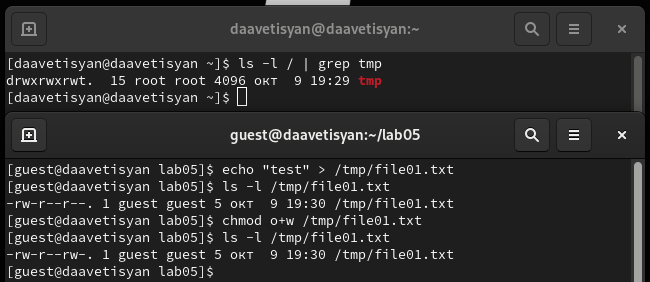 daavetisyan@daavetisyan:~
[daavetisyan@daavetisyan ~]$ ls -l / | grep tmp
drwxrwxrwt.  15 root root 4096 окт  9 19:29 tmp
[daavetisyan@daavetisyan ~]$
guest@daavetisyan:~/lab05
[guest@daavetisyan lab05]$ echo "test" > /tmp/file01.txt
[guest@daavetisyan lab05]$ ls -l /tmp/file01.txt
-rw-r--r--. 1 guest guest 5 окт  9 19:30 /tmp/file01.txt
[guest@daavetisyan lab05]$ chmod o+w /tmp/file01.txt
[guest@daavetisyan lab05]$ ls -l /tmp/file01.txt
-rw-r--rw-. 1 guest guest 5 окт  9 19:30 /tmp/file01.txt
[guest@daavetisyan lab05]$